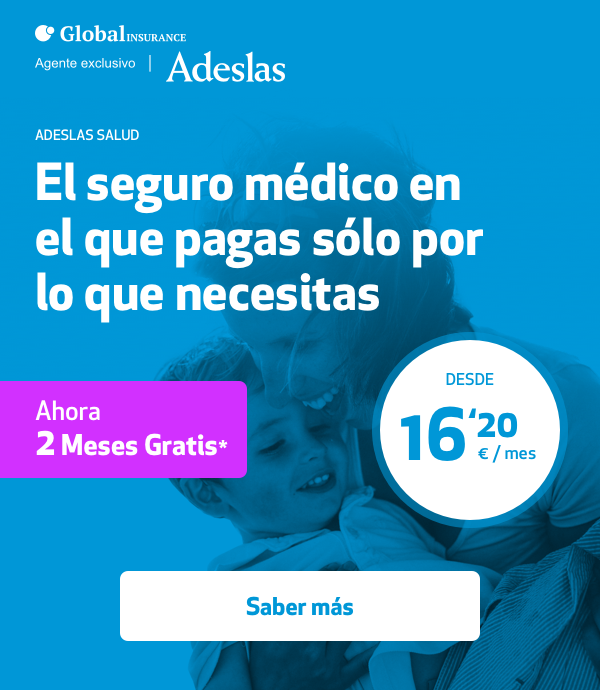 Global INSURANCE
Agente exclusivo | Adeslas
ADESLAS SALUD
El seguro médico en
el que pagas sólo por
lo que necesitas
Ahora
2 Meses Gratis*
DESDE
16‘20
€ / mes
Saber más